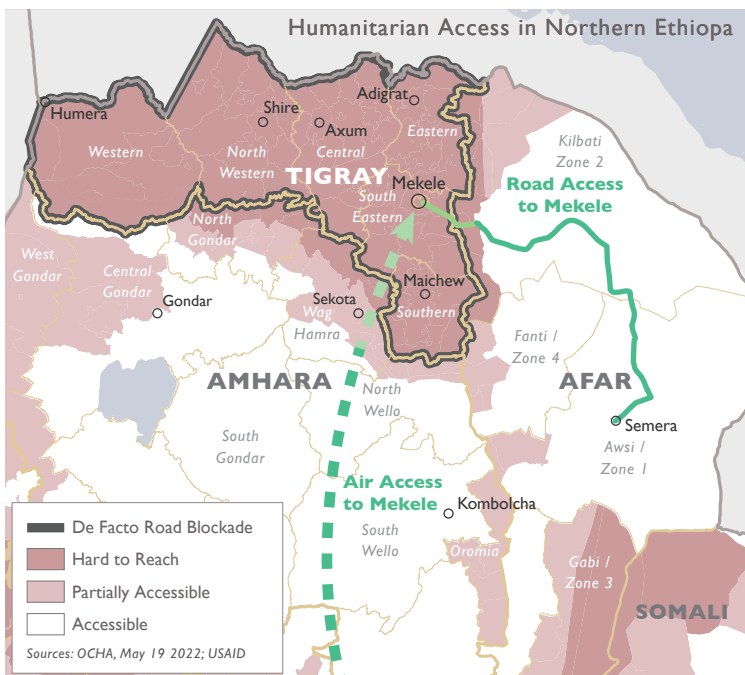 Humanitarian Access in Northern Ethiopa
Humera
Shire
Axum
Adigrat
Western
North
Western
Central
Eastern
TIGRAY
South
Eastern
Mekele
Kilbati
Zone 2
Road Access
to Mekele
North
Gondar
West
Gondar
Central
Gondar
Gondar
Sekota
Wag
Hamra
Maichew
Southern
Fanti /
Zone 4
AMHARA
AFAR
North
Wello
Semera
Awsi /
Zone 1
South
Gondar
Air Access
to Mekele
Kombolcha
South
Wello
Oromia
Gabi /
Zone 3
SOMALI
De Facto Road Blockade
Hard to Reach
Partially Accessible
Accessible
Sources: OCHA, May 19 2022; USAID